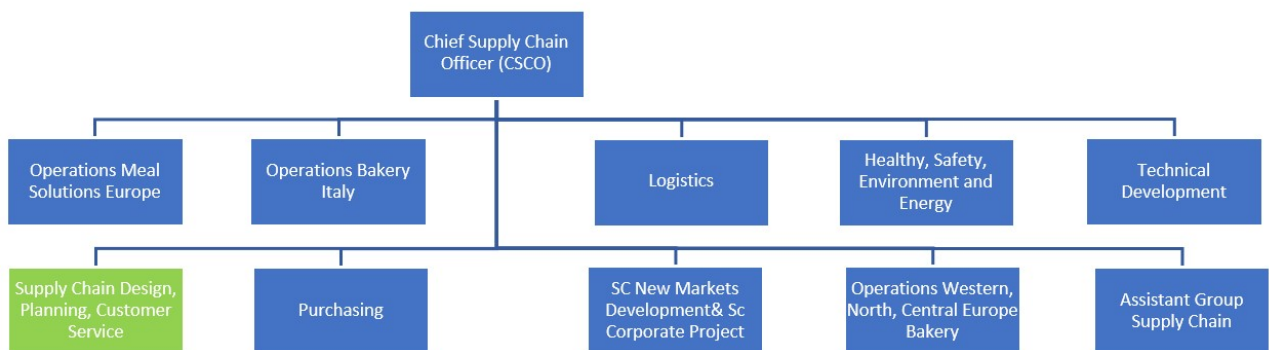 Chief Supply Chain
Officer (CSCO)
Operations Meal
Solutions Europe
Operations Bakery
Italy
Logistics
Healthy, Safety,
Environment and
Energy
Technical
Development
Supply Chain Design,
Planning, Customer
Service
Purchasing
SC New Markets
Development& Sc
Corporate Project
Operations Western,
North, Central Europe
Bakery
Assistant Group
Supply Chain